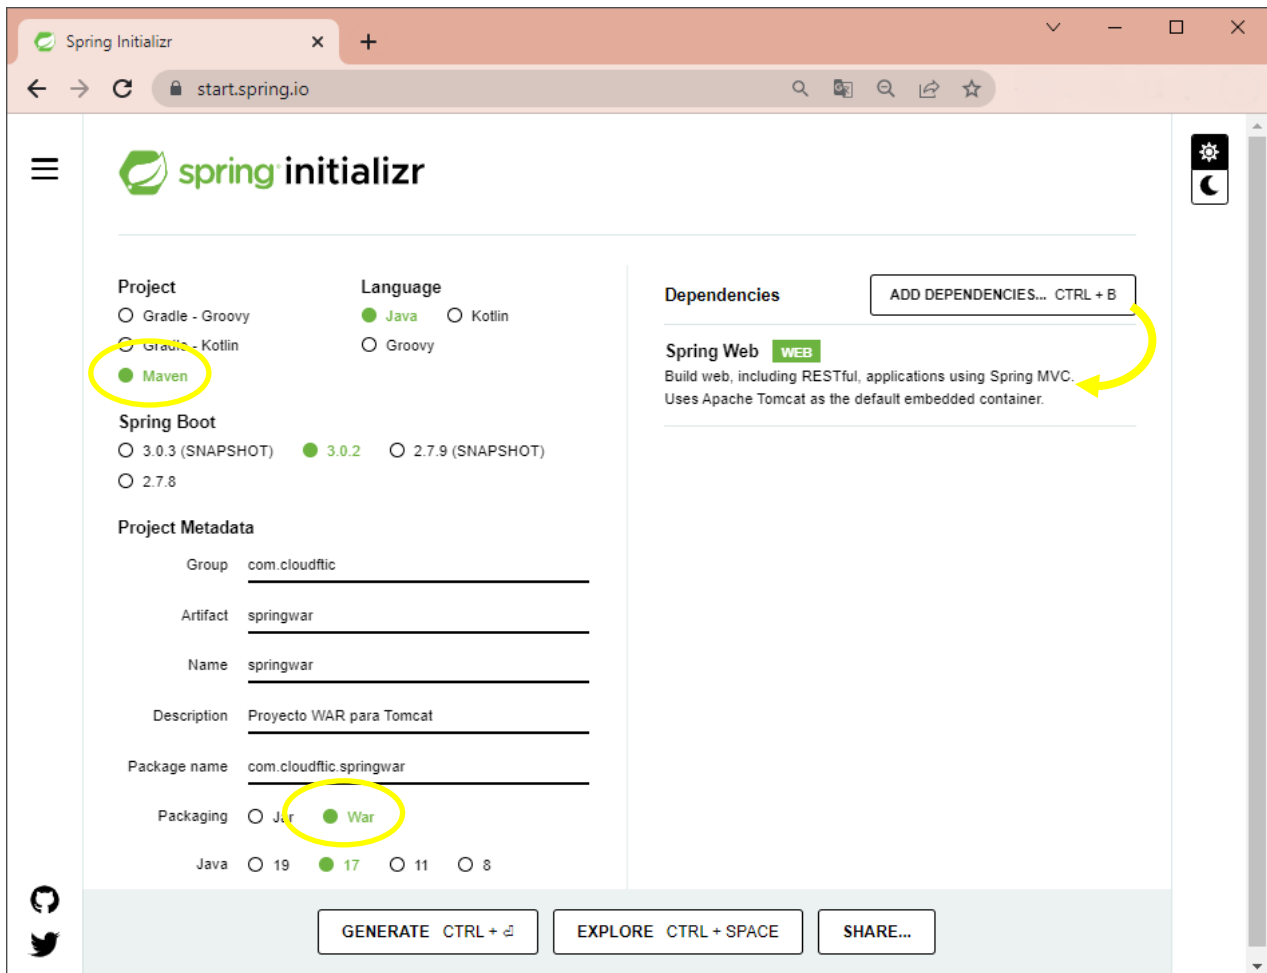 Spring Initializr
start.spring.io
spring initializr
Project
Gradle - Groovy
Gradle - Kotlin
Maven
Language
Java Kotlin
Groovy
Spring Boot
3.0.3 (SNAPSHOT) 3.0.2 2.7.9 (SNAPSHOT)
2.7.8
Project Metadata
Group com.cloudftic
Artifact springwar
Name springwar
Description Proyecto WAR para Tomcat
Package name com.cloudftic.springwar
Packaging Jar War
Java 19 17 11 8
Dependencies ADD DEPENDENCIES... CTRL + B
Spring Web WEB
Build web, including RESTful, applications using Spring MVC.
Uses Apache Tomcat as the default embedded container.
GENERATE CTRL + ⏎ EXPLORE CTRL + SPACE SHARE...